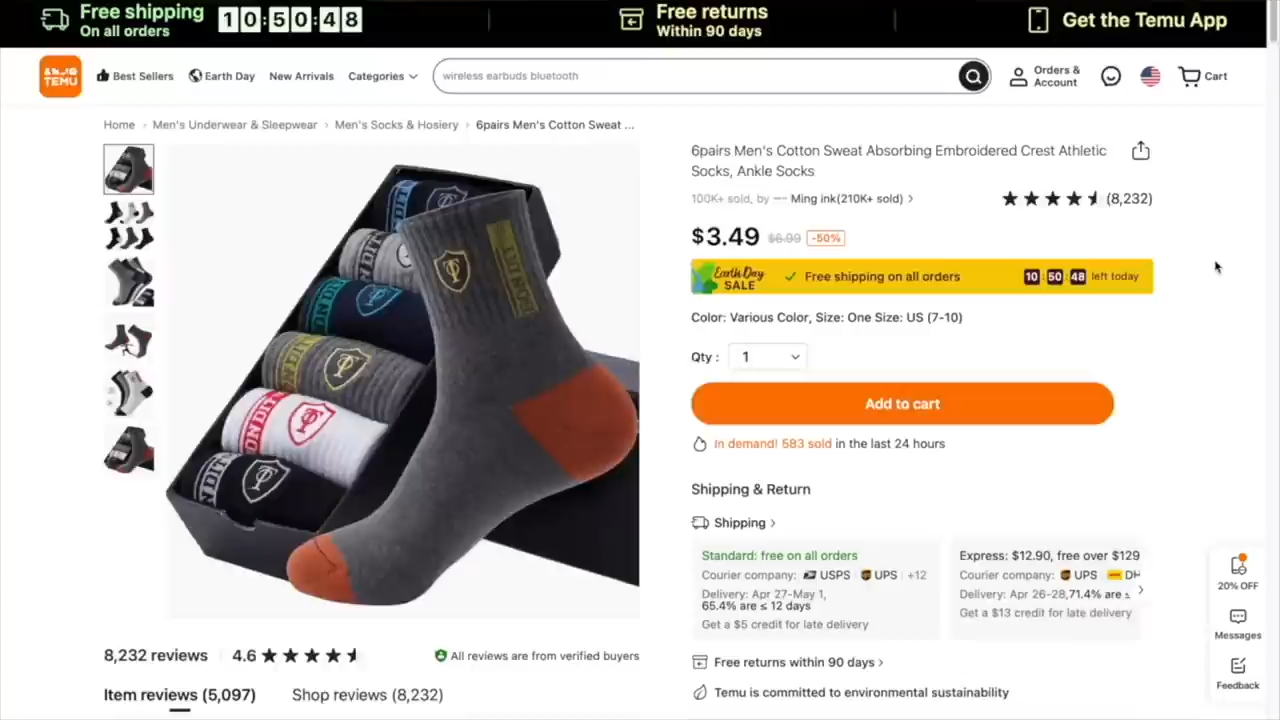 Free shipping
On all orders
10:50:48
Free returns
Within 90 days
Get the Temu App
TEMU
Best Sellers
Earth Day
New Arrivals
Categories
wireless earbuds bluetooth
Orders & Account
Cart
Home › Men's Underwear & Sleepwear › Men's Socks & Hosiery › 6pairs Men's Cotton Sweat ...
6pairs Men's Cotton Sweat Absorbing Embroidered Crest Athletic
Socks, Ankle Socks
100K+ sold, by Ming ink(210K+ sold) >
(8,232)
$3.49 $6.99 -50%
Earth Day
SALE
Free shipping on all orders
10:50:48 left today
Color: Various Color, Size: One Size: US (7-10)
Qty : 1
Add to cart
In demand! 583 sold in the last 24 hours
Shipping & Return
Shipping >
Standard: free on all orders
Courier company: USPS UPS +12
Delivery: Apr 27-May 1,
65.4% are ≤ 12 days
Get a $5 credit for late delivery
Express: $12.90, free over $129
Courier company: UPS DH
Delivery: Apr 26-28,71.4% are ≤
Get a $13 credit for late delivery
Free returns within 90 days >
Temu is committed to environmental sustainability
20% OFF
Messages
Feedback
8,232 reviews
4.6
All reviews are from verified buyers
Item reviews (5,097)
Shop reviews (8,232)